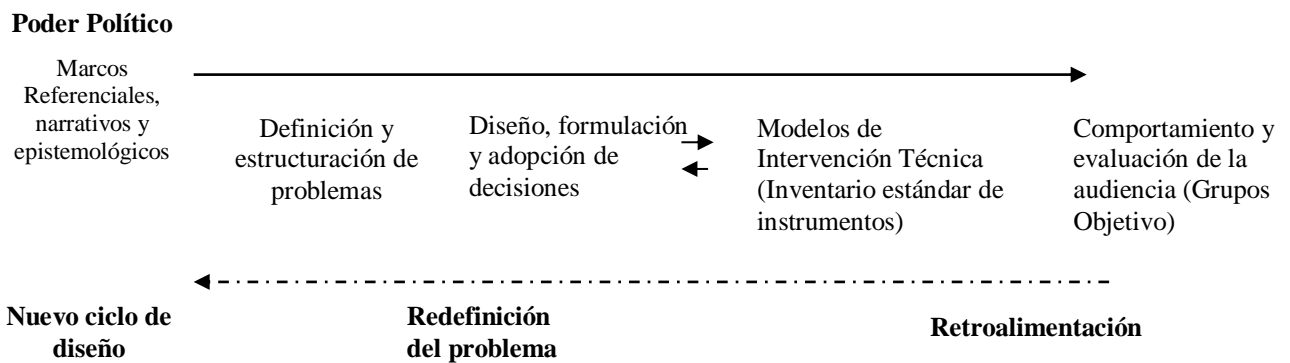 Poder Político
Marcos
Referenciales,
narrativos y
epistemológicos
Definición y
estructuración de
problemas
Diseño, formulación
y adopción de
decisiones
Modelos de
Intervención Técnica
(Inventario estándar de
instrumentos)
Comportamiento y
evaluación de la
audiencia (Grupos
Objetivo)
Nuevo ciclo de
diseño
Redefinición
del problema
Retroalimentación